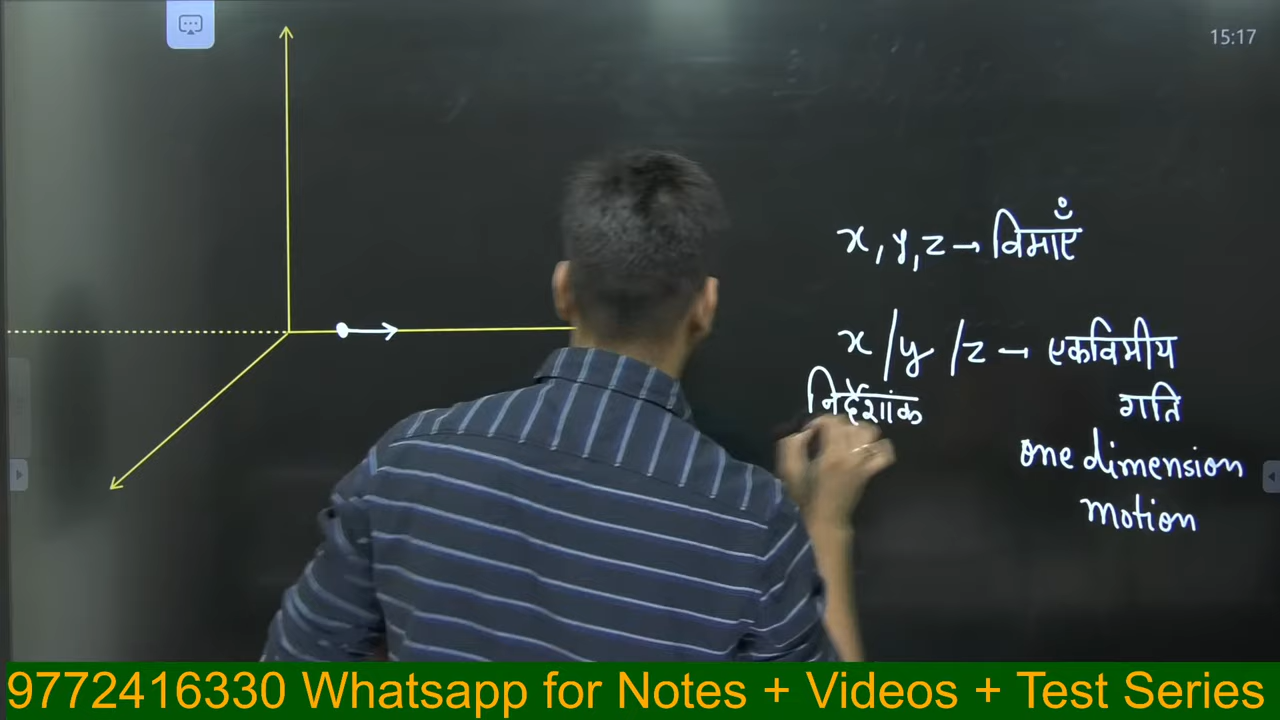 15:17
x, y, z → विमाएँ
x / y / z → एकविमीय
निर्देशांक गति
one dimension
motion
9772416330 Whatsapp for Notes + Videos + Test Series